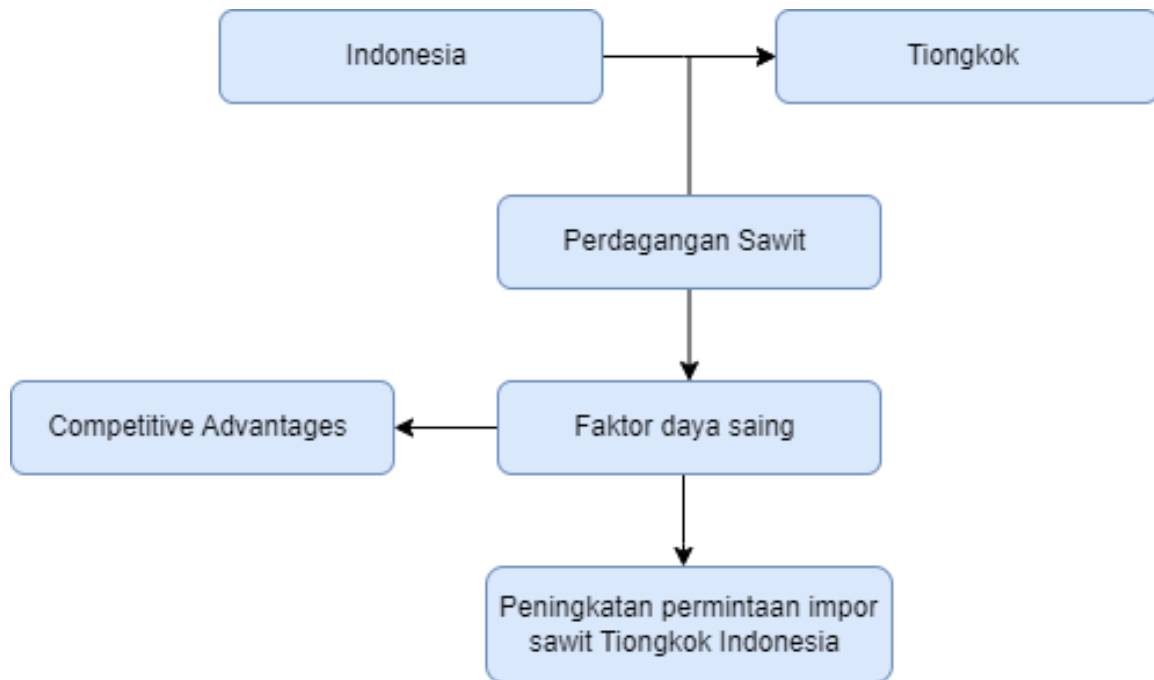 Indonesia
Tiongkok
Perdagangan Sawit
Competitive Advantages
Faktor daya saing
Peningkatan permintaan impor
sawit Tiongkok Indonesia